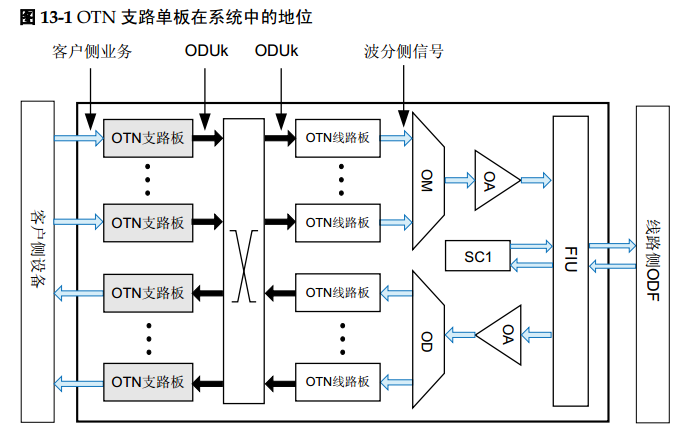 图 13-1 OTN 支路单板在系统中的地位
客户侧业务
ODUk
ODUk
波分侧信号
客户侧设备
OTN支路板
OTN线路板
OTN支路板
OTN线路板
OM
OA
SC1
FIU
线路侧ODF
OTN支路板
OTN线路板
OD
OA
OTN支路板
OTN线路板